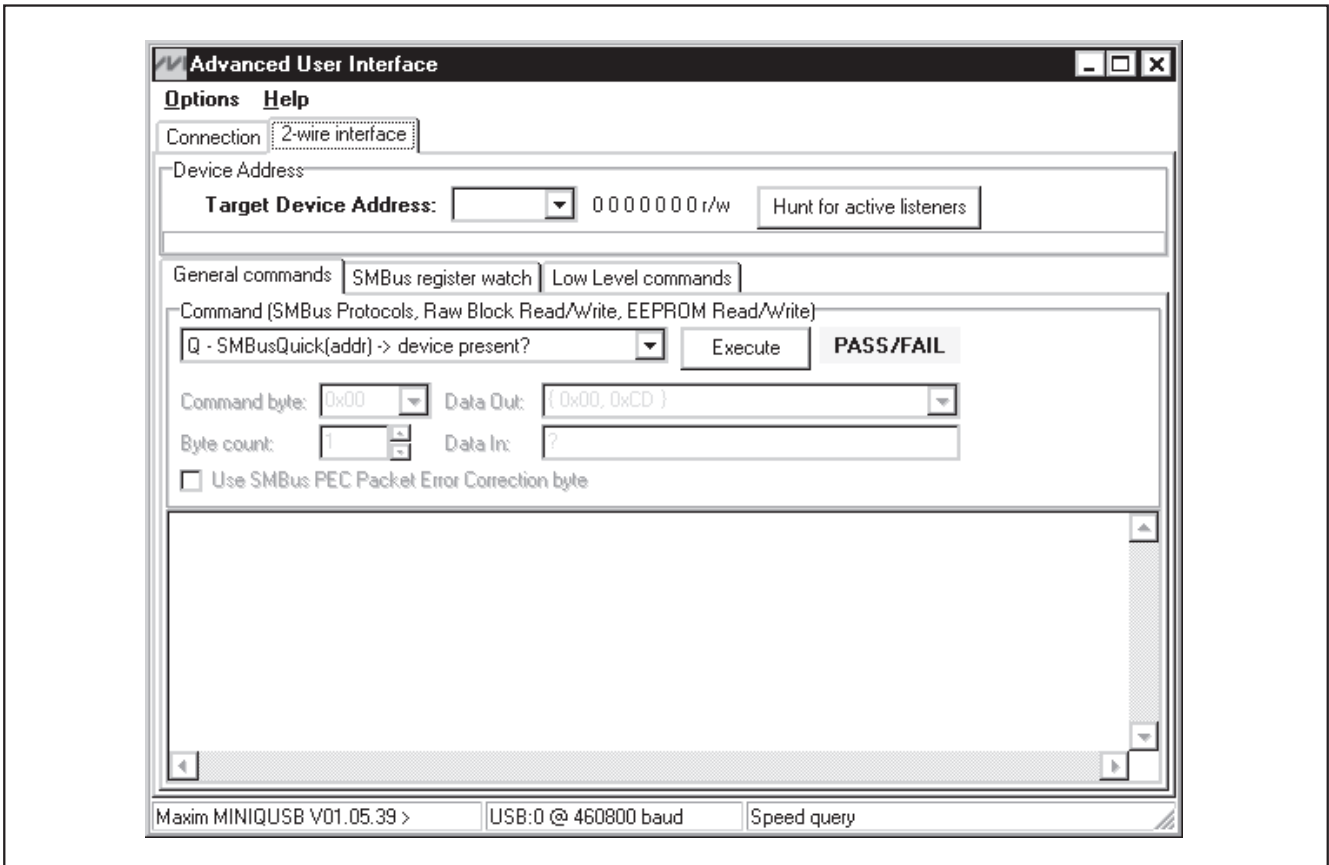 Advanced User Interface
Options Help
Connection 2-wire interface
Device Address
Target Device Address: 0 0 0 0 0 0 0 r/w Hunt for active listeners
General commands SMBus register watch Low Level commands
Command (SMBus Protocols, Raw Block Read/Write, EEPROM Read/Write)
Q - SMBusQuick(addr) -> device present? Execute PASS/FAIL
Command byte: 0x00 Data Out: { 0x00, 0xCD }
Byte count: 1 Data In: ?
Use SMBus PEC Packet Error Correction byte
Maxim MINIQUSB V01.05.39 > USB:0 @ 460800 baud Speed query